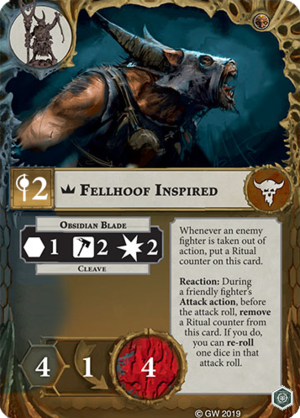 2
FELLHOOF INSPIRED
OBSIDIAN BLADE
1 2 2
CLEAVE
Whenever an enemy
fighter is taken out of
action, put a Ritual
counter on this card.
Reaction: During
a friendly fighter's
Attack action, before
the attack roll, remove
a Ritual counter from
this card. If you do,
you can re-roll
one dice in that
attack roll.
4 1 4
© GW 2019